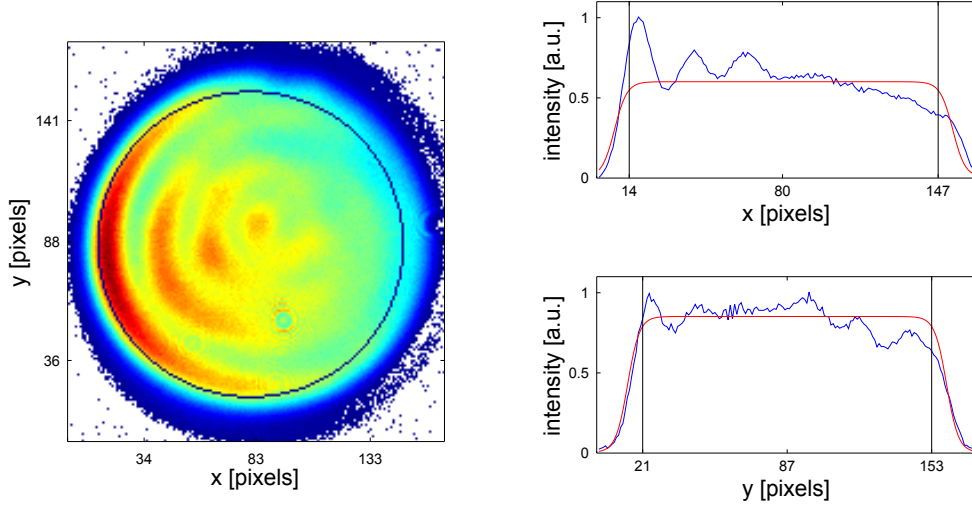 141
88
36
34 83 133
x [pixels]
y [pixels]
1
0.5
0
14 80 147
x [pixels]
intensity [a.u.]
1
0.5
0
21 87 153
y [pixels]
intensity [a.u.]